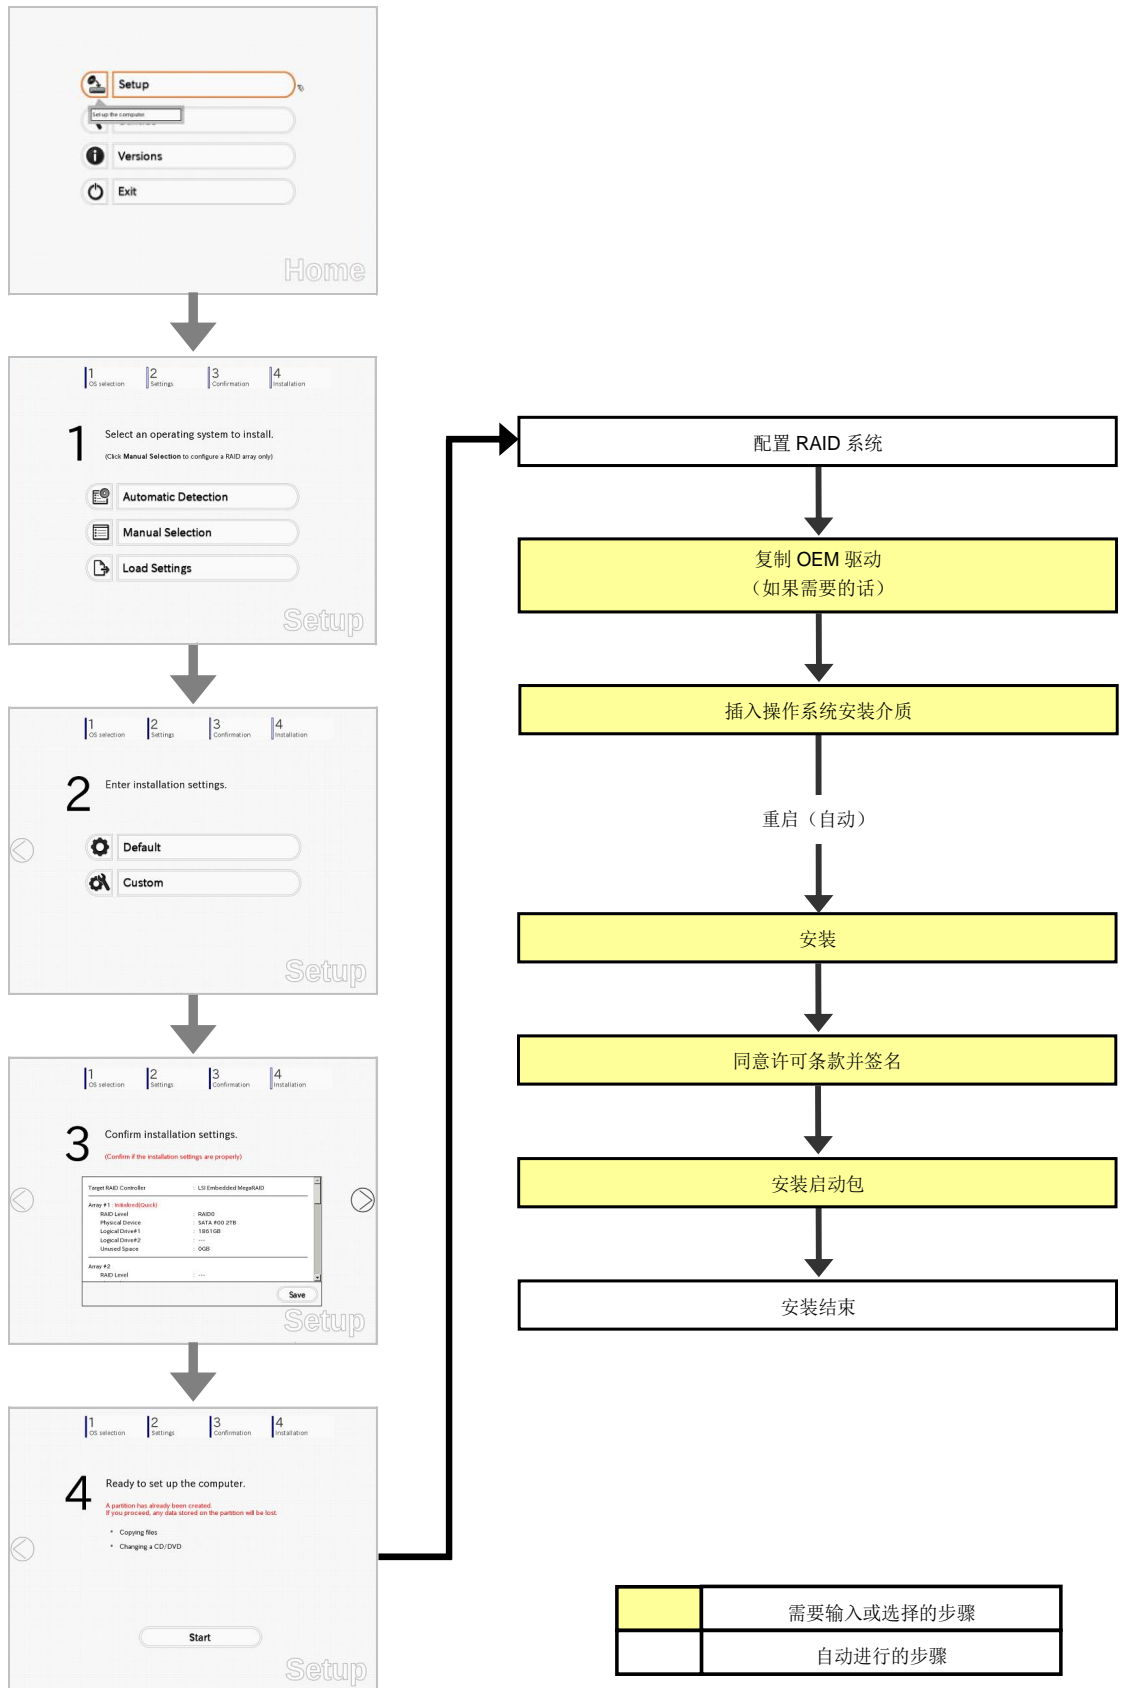 Setup
Set up the computer
Versions
Exit
Home
1
OS selection
2
Settings
3
Confirmation
4
Installation
1
Select an operating system to install.
(Click Manual Selection to configure a RAID array only)
Automatic Detection
Manual Selection
Load Settings
Setup
1
OS selection
2
Settings
3
Confirmation
4
Installation
2
Enter installation settings.
Default
Custom
Setup
1
OS selection
2
Settings
3
Confirmation
4
Installation
3
Confirm installation settings.
(Confirm if the installation settings are properly)
Target RAID Controller : LSI Embedded MegaRAID
Array #1 : Initialized(Quick)
RAID Level : RAID0
Physical Device : SATA #00 2TB
Logical Drive#1 : 1861GB
Logical Drive#2 : ---
Unused Space : 0GB
Array #2
RAID Level : ---
Save
Setup
1
OS selection
2
Settings
3
Confirmation
4
Installation
4
Ready to set up the computer.
A partition has already been created.
If you proceed, any data stored on the partition will be lost.
* Copying files
* Changing a CD/DVD
Start
Setup
配置 RAID 系统
复制 OEM 驱动
（如果需要的话）
插入操作系统安装介质
重启（自动）
安装
同意许可条款并签名
安装启动包
安装结束
需要输入或选择的步骤
自动进行的步骤